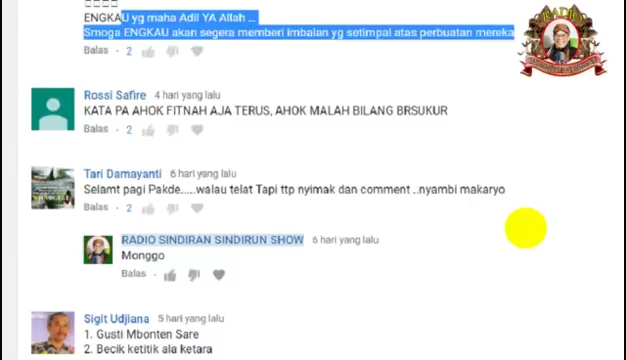 ENGKAU yg maha Adil YA Allah ...
Smoga ENGKAU akan segera memberi imbalan yg setimpal atas perbuatan mereka
Balas · 2
Rossi Safire 4 hari yang lalu
KATA PA AHOK FITNAH AJA TERUS, AHOK MALAH BILANG BRSUKUR
Balas · 2
Tari Damayanti 6 hari yang lalu
Selamt pagi Pakde.....walau telat Tapi ttp nyimak dan comment ..nyambi makaryo
Balas · 2
RADIO SINDIRAN SINDIRUN SHOW 6 hari yang lalu
Monggo
Balas ·
Sigit Udjiana 5 hari yang lalu
1. Gusti Mbonten Sare
2. Becik ketitik ala ketara
RADIO